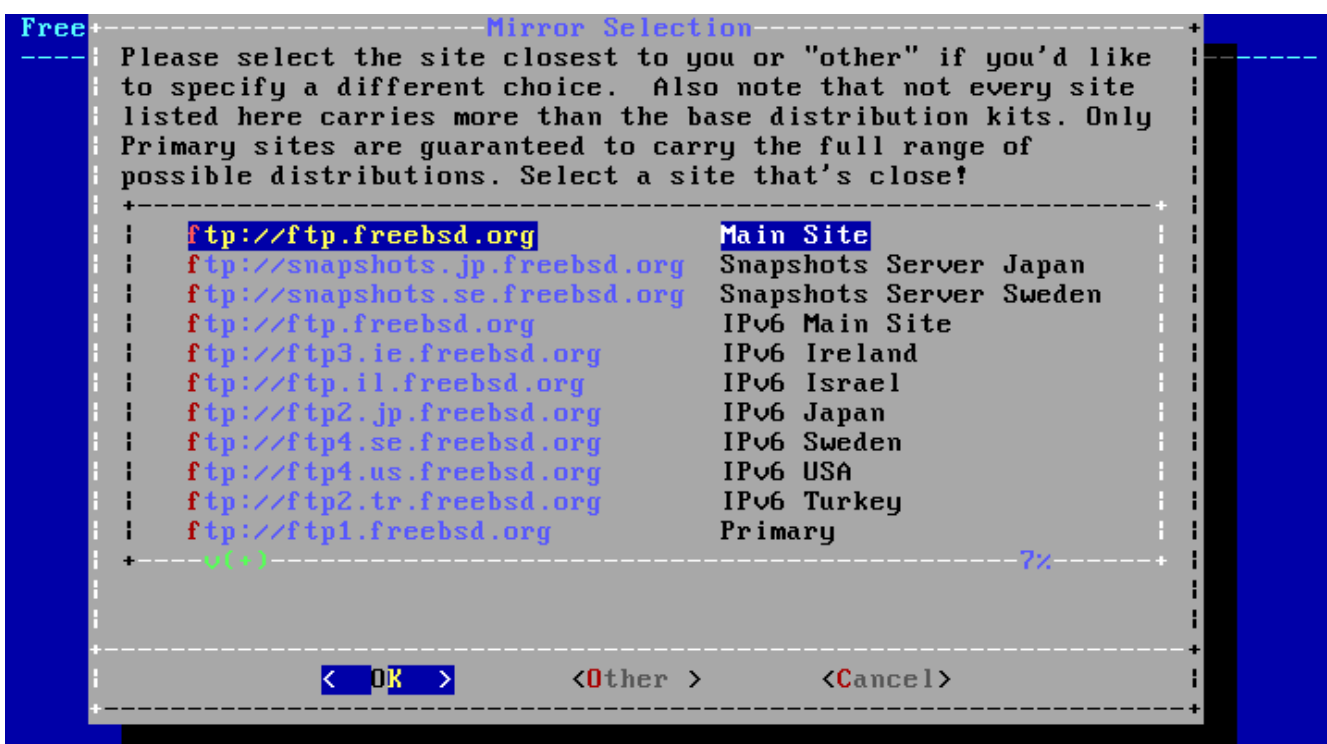 Free
Mirror Selection
Please select the site closest to you or "other" if you'd like
to specify a different choice.  Also note that not every site
listed here carries more than the base distribution kits. Only
Primary sites are guaranteed to carry the full range of
possible distributions. Select a site that's close!
ftp://ftp.freebsd.org Main Site
ftp://snapshots.jp.freebsd.org Snapshots Server Japan
ftp://snapshots.se.freebsd.org Snapshots Server Sweden
ftp://ftp.freebsd.org IPv6 Main Site
ftp://ftp3.ie.freebsd.org IPv6 Ireland
ftp://ftp.il.freebsd.org IPv6 Israel
ftp://ftp2.jp.freebsd.org IPv6 Japan
ftp://ftp4.se.freebsd.org IPv6 Sweden
ftp://ftp4.us.freebsd.org IPv6 USA
ftp://ftp2.tr.freebsd.org IPv6 Turkey
ftp://ftp1.freebsd.org Primary
v(+) 7%
<  OK  > <Other > <Cancel>